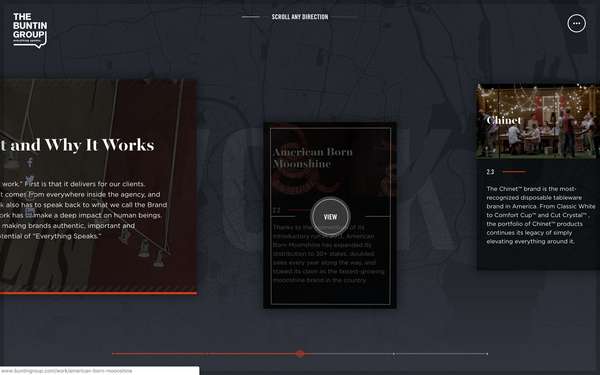 THE
BUNTIN
GROUP
everything speaks.
SCROLL ANY DIRECTION
t and Why It Works
work." First is that it delivers for our clients.
t comes from everywhere inside the agency, and
k also has to speak back to what we call the Brand
ork has to make a deep impact on human beings.
making brands authentic, important and
otential of "Everything Speaks."
American Born
Moonshine
2.2
VIEW
Thanks to the
introductory
Born Moonshine has expanded its
distribution to 30+ states, doubled
sales every year along the way, and
staked its claim as the fastest-growing
moonshine brand in the country.
Chinet
2.3
The Chinet™ brand is the most-
recognized disposable tableware
brand in America. From Classic White
to Comfort Cup™ and Cut Crystal™,
the portfolio of Chinet™ products
continues its legacy of simply
elevating everything around it.
www.buntingroup.com/work/american-born-moonshine